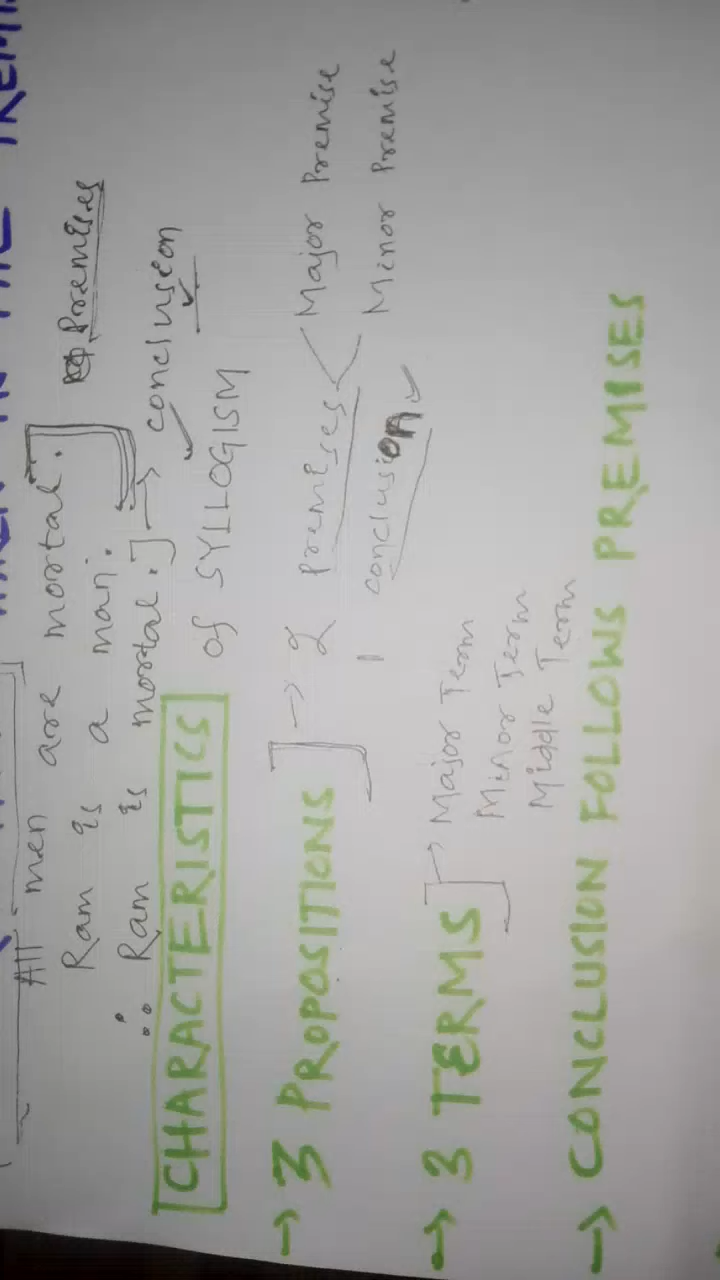 All men are mortal. Premises
Ram is a man.
∴ Ram is mortal. → conclusion
CHARACTERISTICS of SYLLOGISM
→ 3 PROPOSITIONS → 2 Premises Major Premise
Minor Premise
1 conclusion
→ 3 TERMS → Major Term
Minor Term
Middle Term
→ CONCLUSION FOLLOWS PREMISES